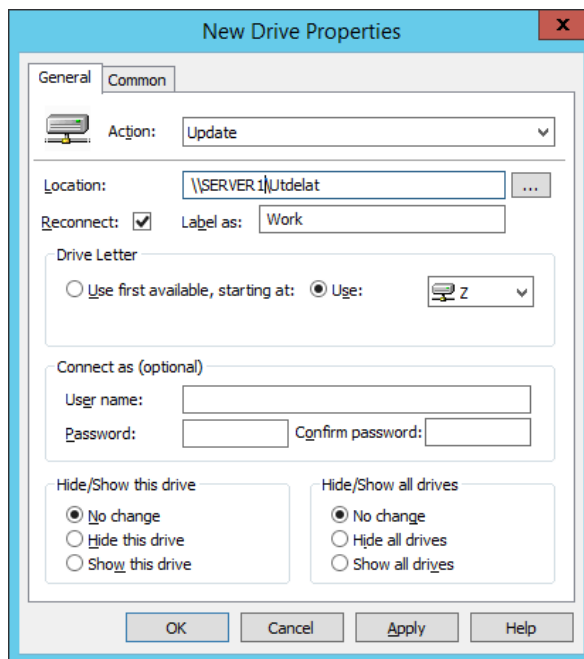 New Drive Properties
x
General Common
Action: Update
Location: \\SERVER1\Utdelat ...
Reconnect: Label as: Work
Drive Letter
Use first available, starting at: Use: Z
Connect as (optional)
User name:
Password: Confirm password:
Hide/Show this drive Hide/Show all drives
No change No change
Hide this drive Hide all drives
Show this drive Show all drives
OK Cancel Apply Help